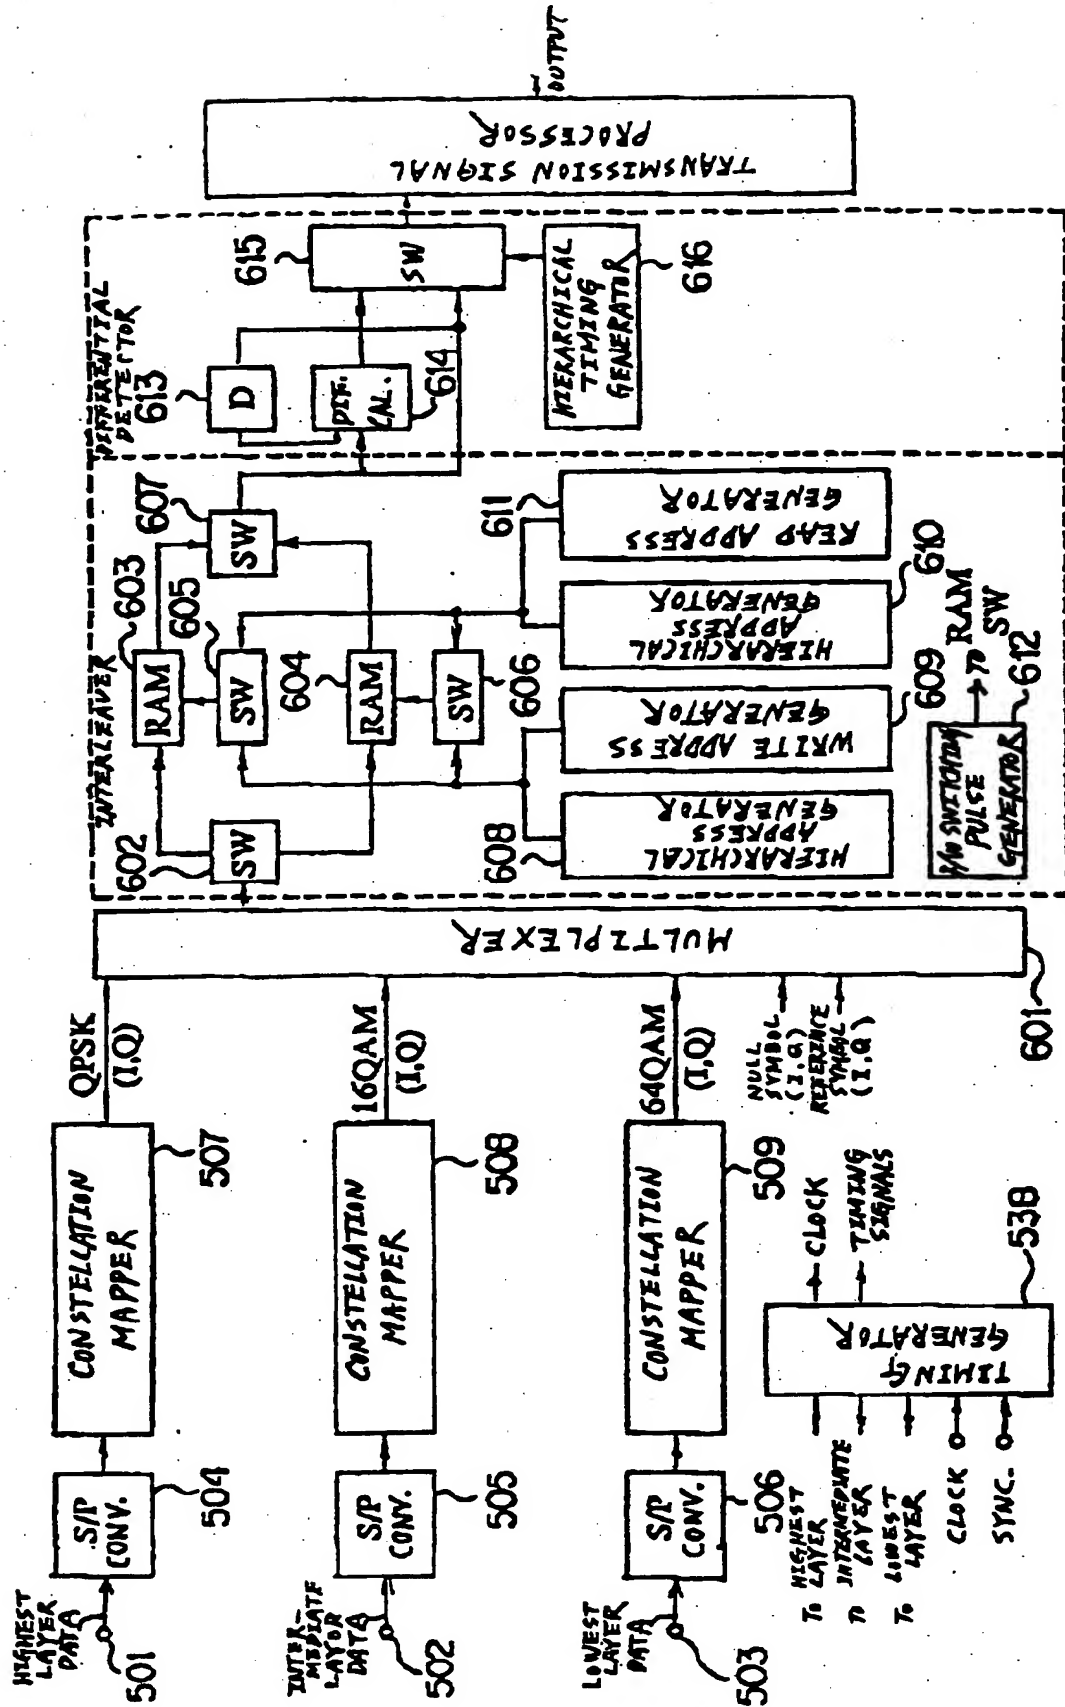 HIGHEST
LAYER
DATA
501
S/P
CONV.
504
CONSTELLATION
MAPPER
507
QPSK
(I,Q)
INTER-
MEDIATE
LAYOR
DATA
502
S/P
CONV.
505
CONSTELLATION
MAPPER
508
16QAM
(I,Q)
LOWEST
LAYER
DATA
503
S/P
CONV.
506
CONSTELLATION
MAPPER
509
64QAM
(I,Q)
NULL
SYMBOL
(I,Q)
REFERENCE
SYMBOL
(I,Q)
TO HIGHEST
LAYER
TO INTERMEDIATE
LAYER
TO LOWEST
LAYER
CLOCK
SYNC.
TIMING
GENERATOR
538
CLOCK
TIMING
SIGNALS
MULTIPLEXER
601
INTERLEAVER
602
SW
RAM
603
SW
605
604
RAM
SW
606
607
SW
608
HIERARCHICAL
ADDRESS
GENERATOR
WRITE ADDRESS
GENERATOR
609
HIERARCHICAL
ADDRESS
GENERATOR
610
READ ADDRESS
GENERATOR
611
SWITCHING
PULSE
GENERATOR
612
TO RAM
SW
DIFFERENTIAL
DETECTOR
613
D
DIF.
CAL.
614
615
SW
HIERARCHICAL
TIMING
GENERATOR
616
TRANSMISSION SIGNAL
PROCESSOR
OUTPUT